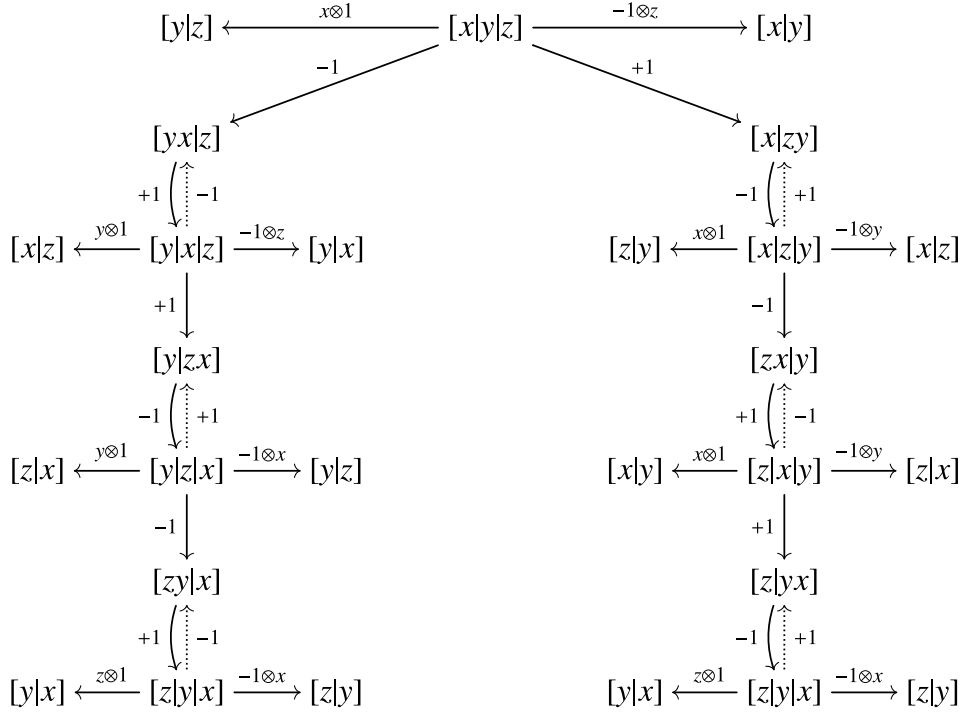 [y|z] x⊗1 [x|y|z] −1⊗z [x|y]
−1 +1
[yx|z] [x|zy]
+1 −1 −1 +1
[x|z] y⊗1 [y|x|z] −1⊗z [y|x] [z|y] x⊗1 [x|z|y] −1⊗y [x|z]
+1 −1
[y|zx] [zx|y]
−1 +1 +1 −1
[z|x] y⊗1 [y|z|x] −1⊗x [y|z] [x|y] x⊗1 [z|x|y] −1⊗y [z|x]
−1 +1
[zy|x] [z|yx]
+1 −1 −1 +1
[y|x] z⊗1 [z|y|x] −1⊗x [z|y] [y|x] z⊗1 [z|y|x] −1⊗x [z|y]